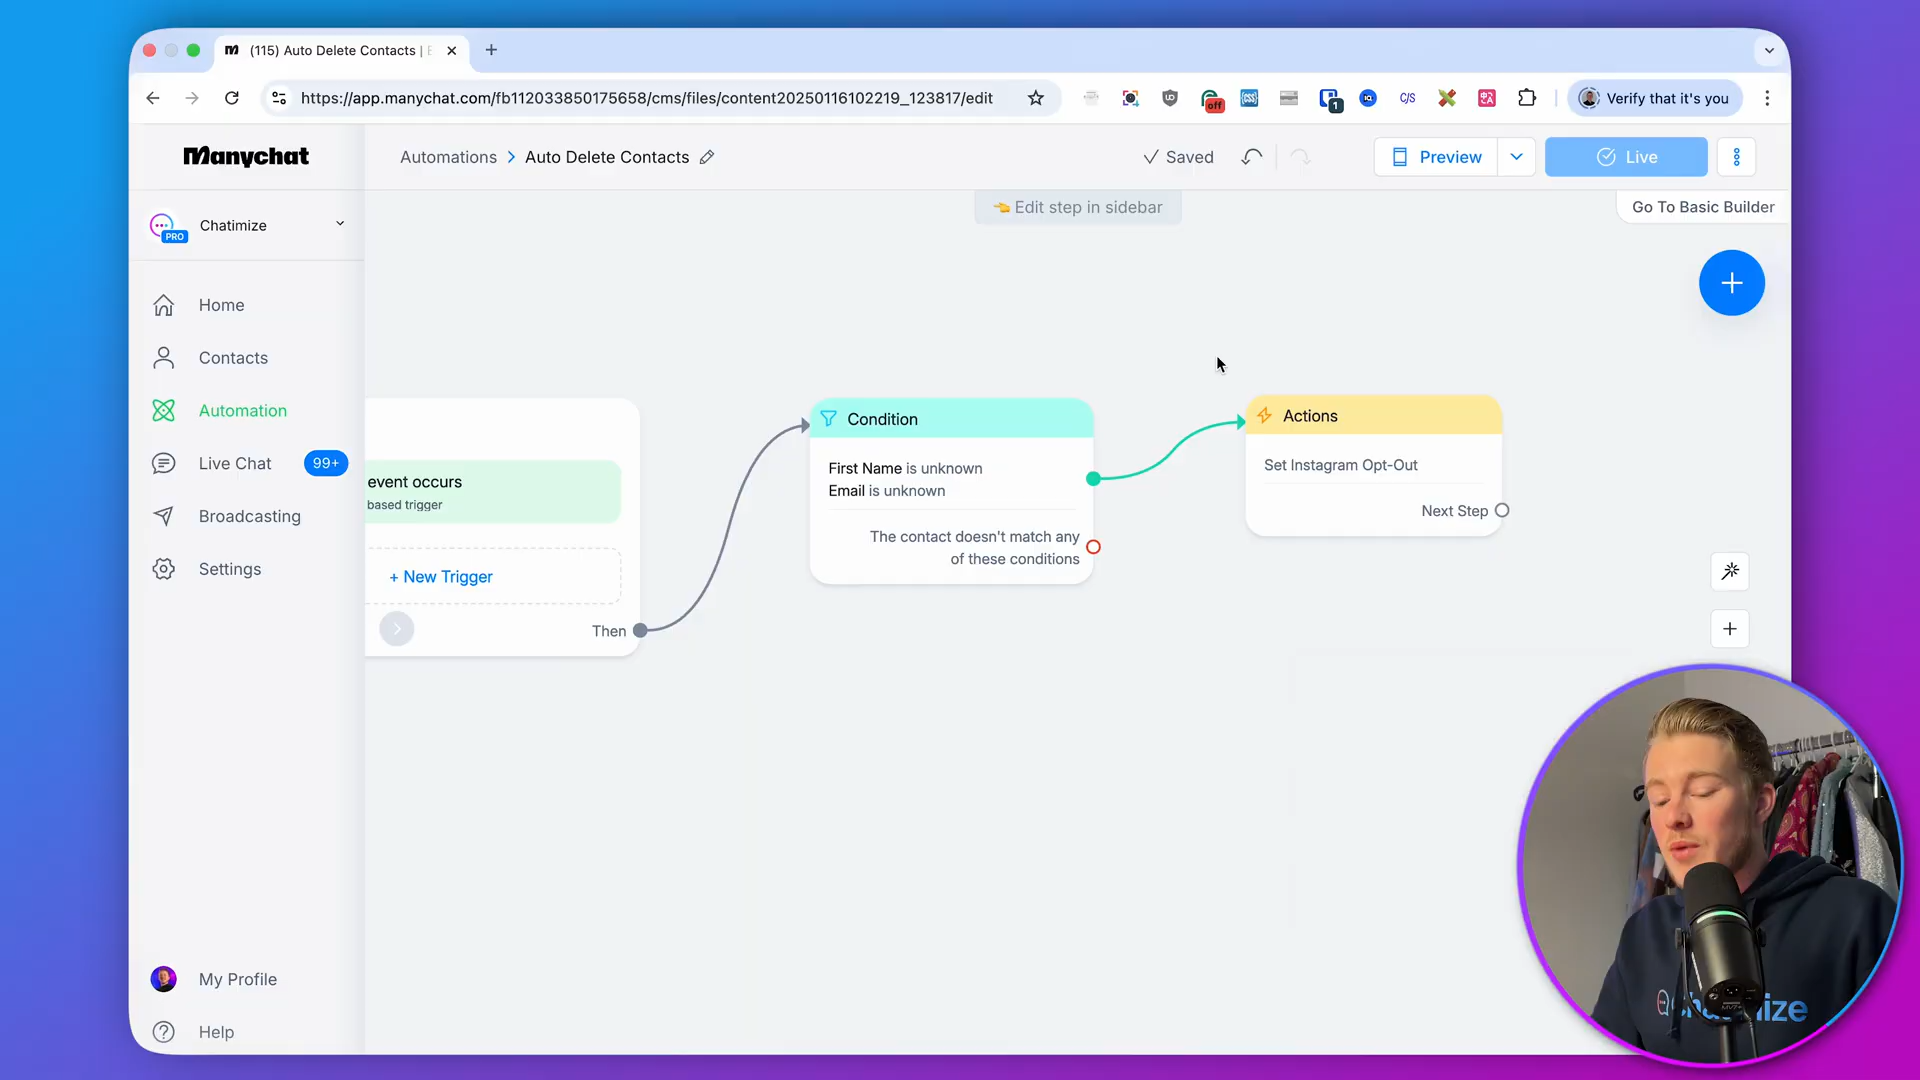 (115) Auto Delete Contacts |
https://app.manychat.com/fb112033850175658/cms/files/content20250116102219_123817/edit
off
1
Verify that it's you
Manychat
Automations > Auto Delete Contacts
Saved
Preview
Live
Edit step in sidebar
Go To Basic Builder
PRO
Chatimize
Home
Contacts
Automation
Live Chat
99+
Broadcasting
Settings
My Profile
Help
event occurs
based trigger
+ New Trigger
Then
Condition
First Name is unknown
Email is unknown
The contact doesn't match any
of these conditions
Actions
Set Instagram Opt-Out
Next Step